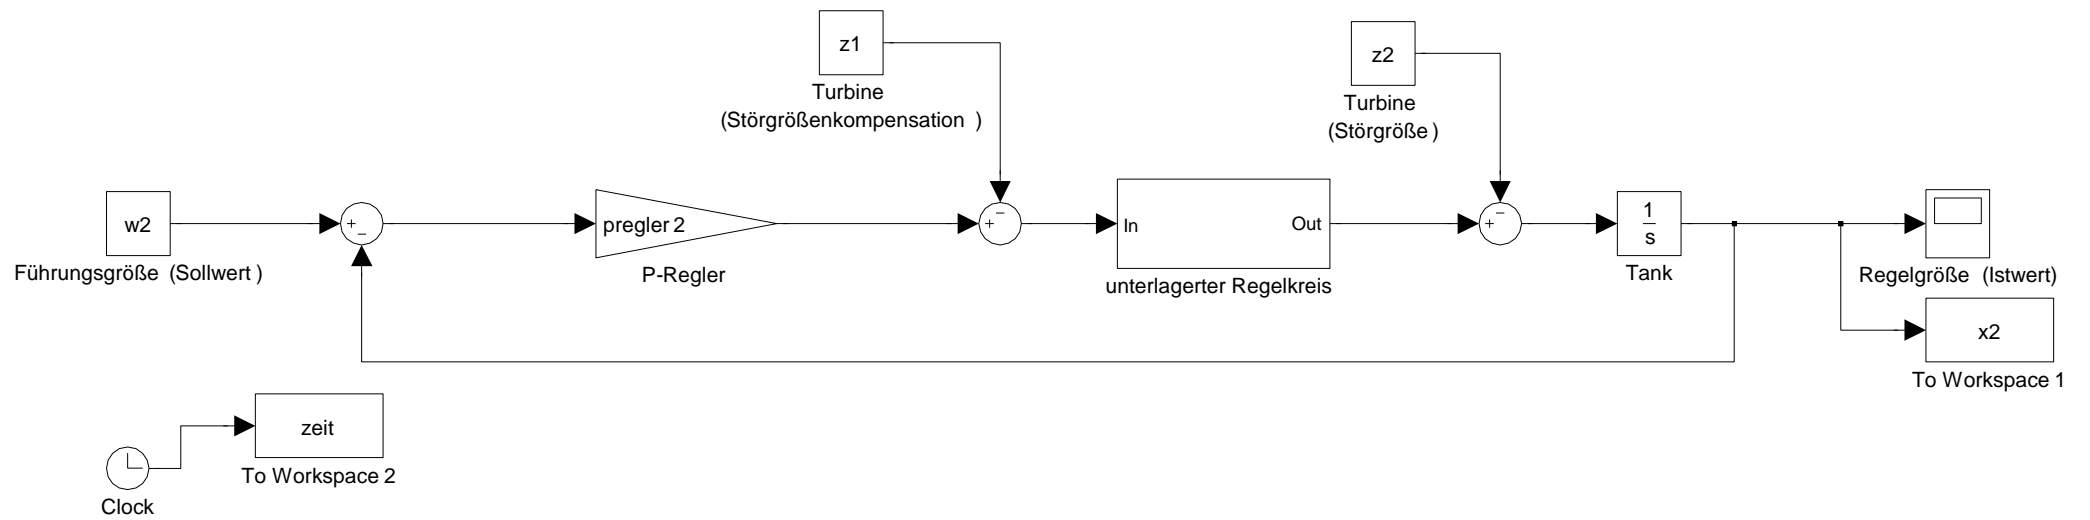 z1
Turbine
(Störgrößenkompensation )
z2
Turbine
(Störgröße )
w2
Führungsgröße (Sollwert )
+
−
pregler 2
P-Regler
+
−
In
Out
unterlagerter Regelkreis
+
−
1
s
Tank
Regelgröße (Istwert)
x2
To Workspace 1
zeit
To Workspace 2
Clock